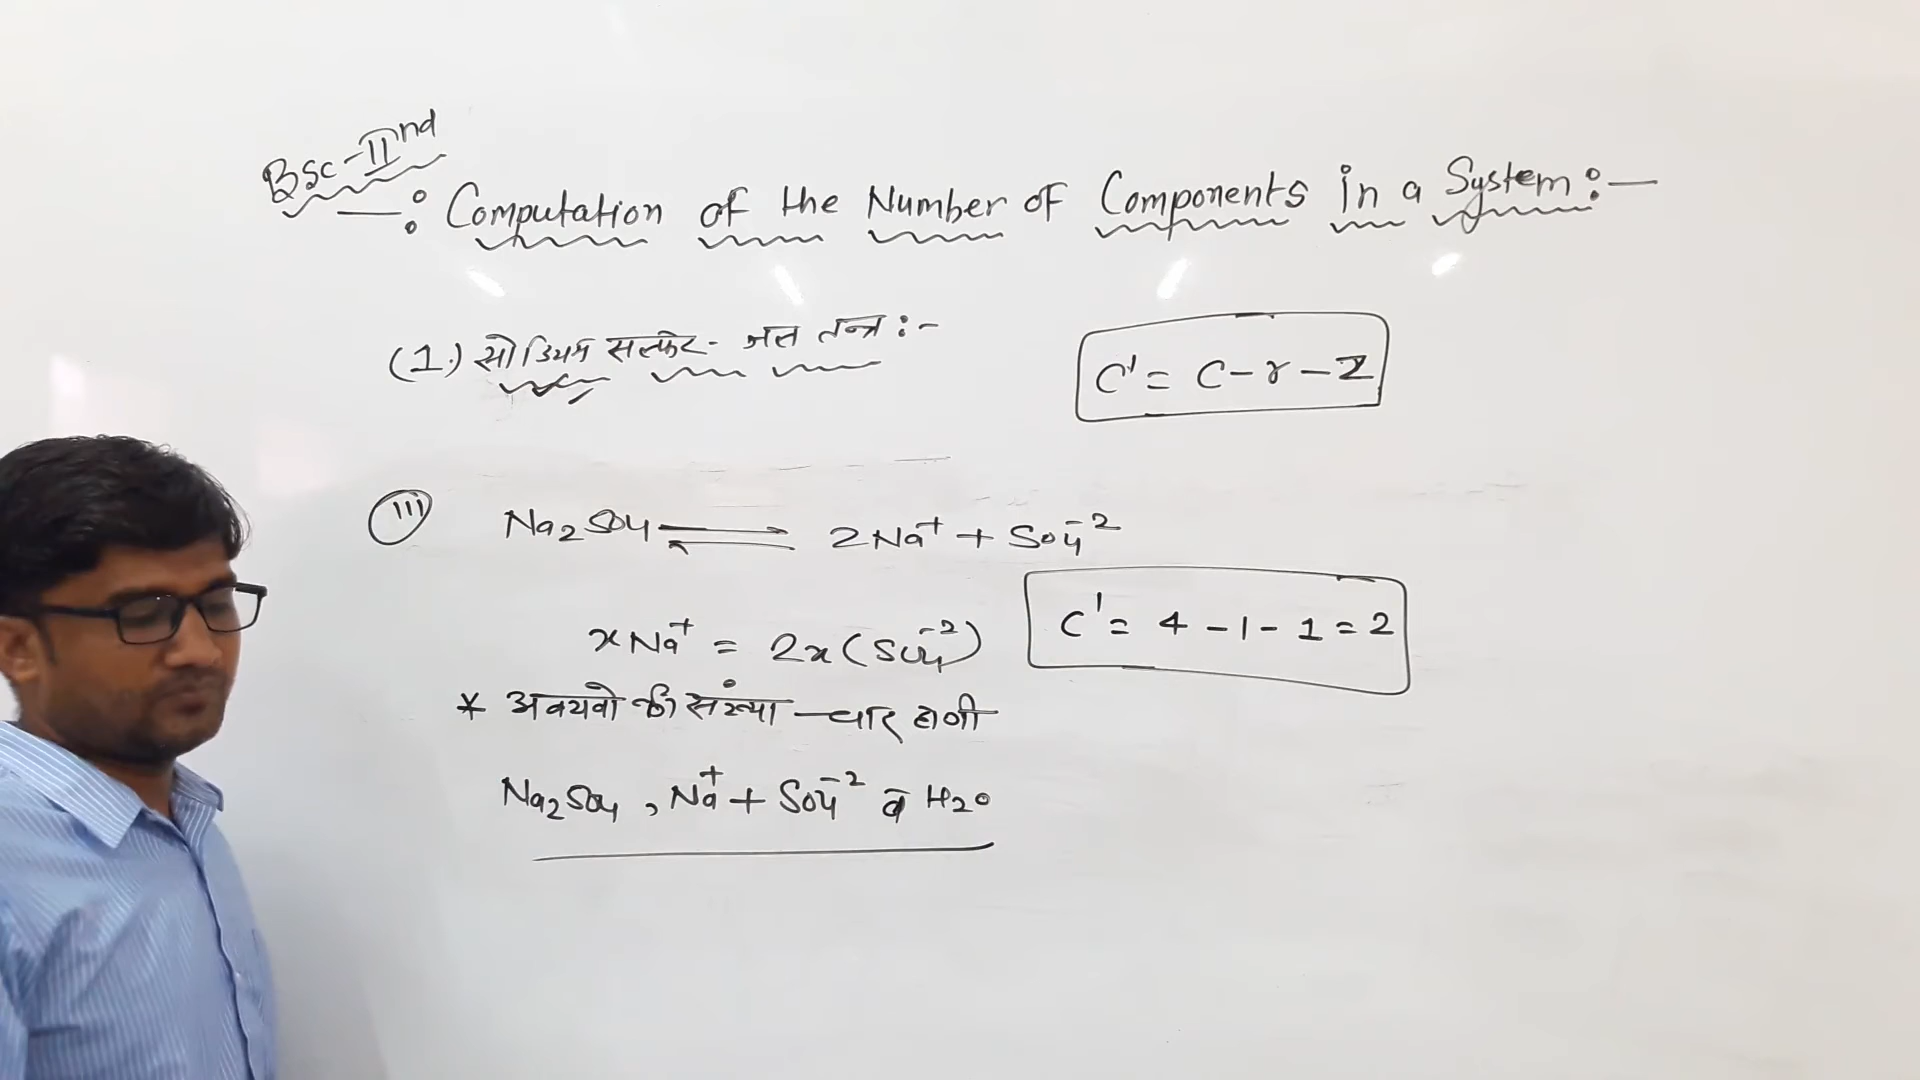 BSc-IInd
—: Computation of the Number of Components in a System :—
(1.) सोडियम सल्फेट - जल तन्त्र :-
C' = C - r - Z
(iii) Na2SO4 ⇌ 2Na+ + SO4-2
xNa+ = 2x(SO4-2)
C' = 4 - 1 - 1 = 2
* अवयवो की संख्या — चार होगी
Na2SO4, Na+ + SO4-2 व H2O